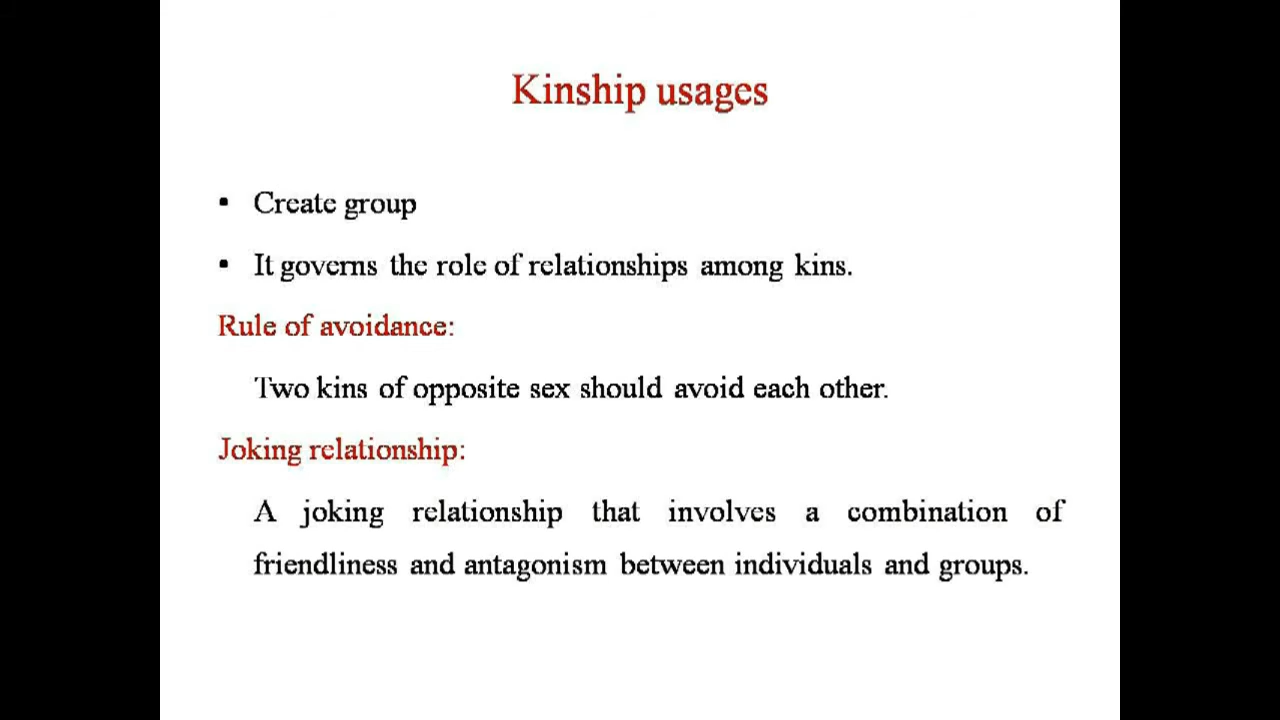 Kinship usages
• Create group
• It governs the role of relationships among kins.
Rule of avoidance:
Two kins of opposite sex should avoid each other.
Joking relationship:
A joking relationship that involves a combination of
friendliness and antagonism between individuals and groups.